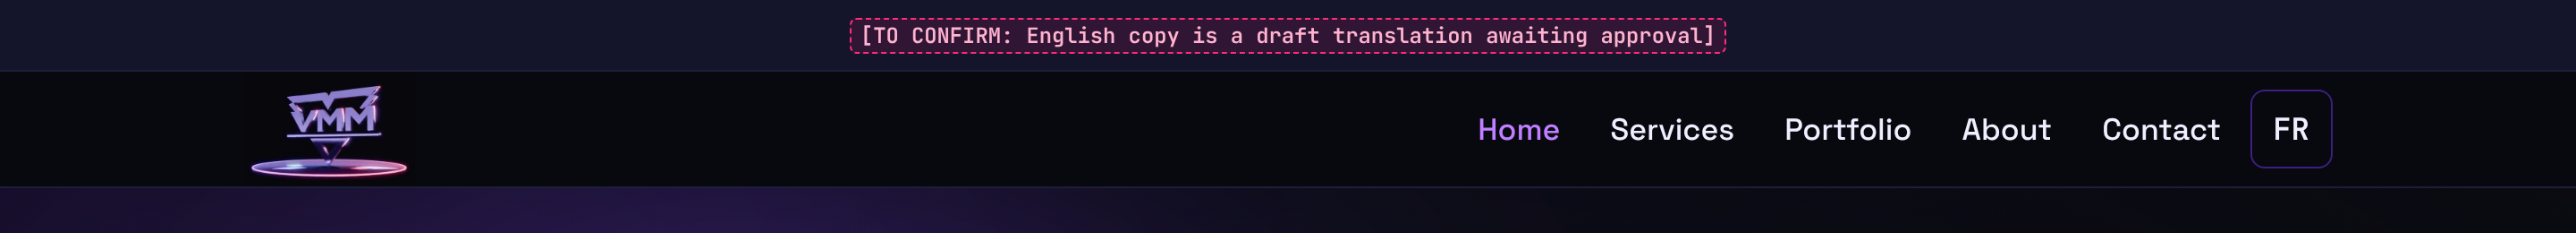 [TO CONFIRM: English copy is a draft translation awaiting approval]
VMM
Home Services Portfolio About Contact FR